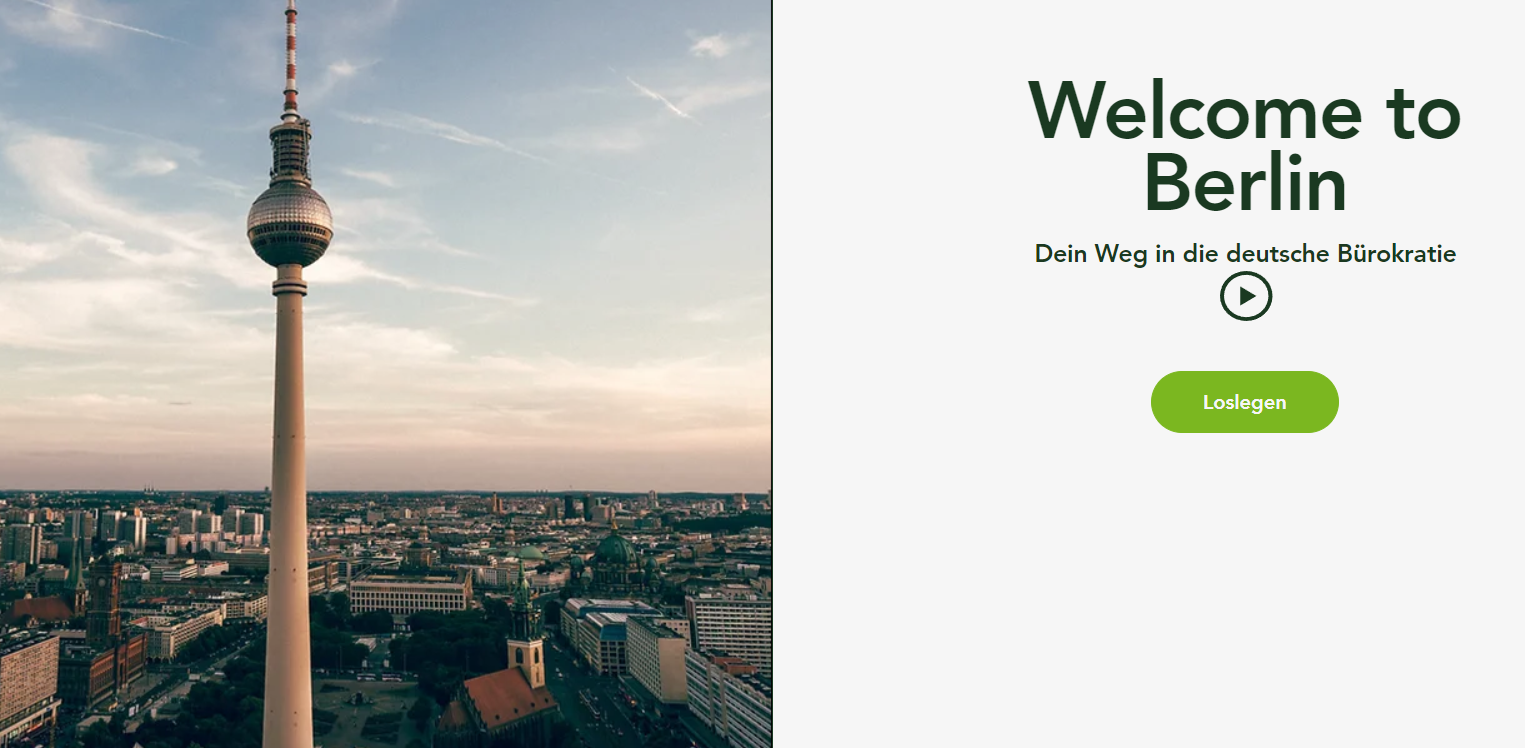 Welcome to
Berlin
Dein Weg in die deutsche Bürokratie
Loslegen